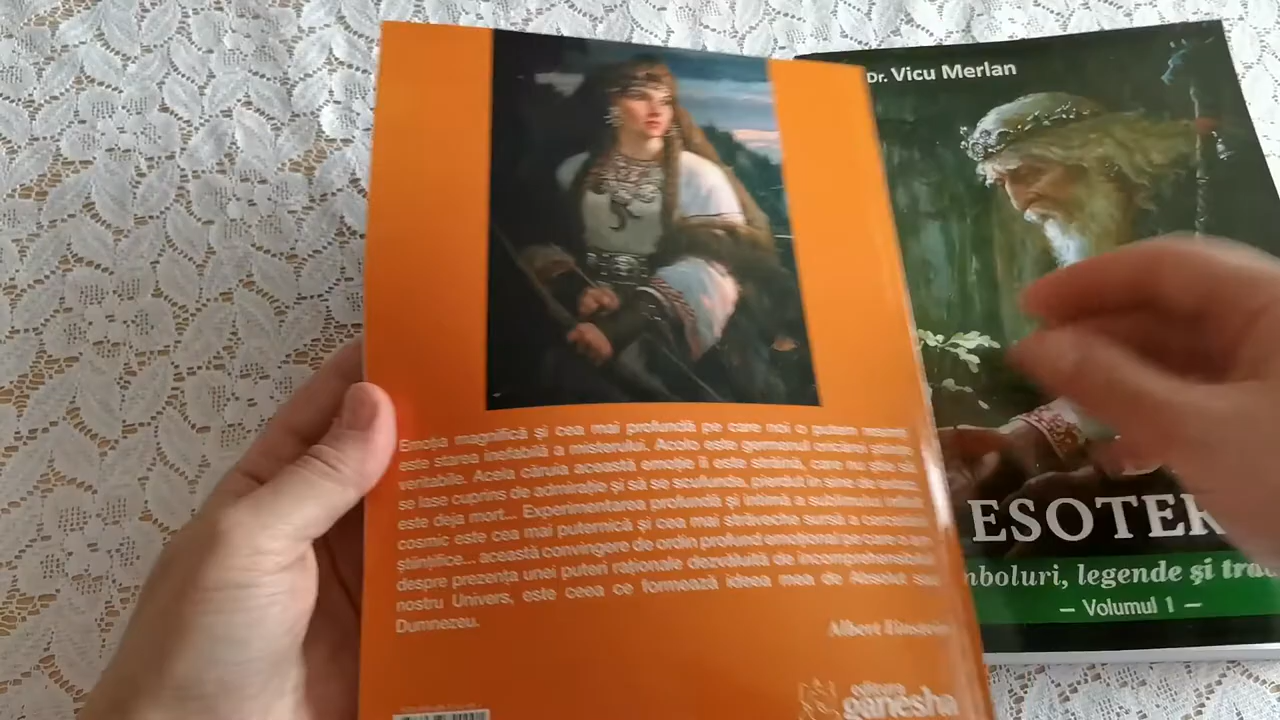 Dr. Vicu Merlan
Emoția magnifică și cea mai profundă pe care noi o putem
este starea inefabilă a misterului. Acolo este germenul oricărei științe
veritabile. Acela căruia această emoție îi este străină, care nu știe să
se lase cuprins de admirație și să se scufunde, pierdut în sine de
este deja mort... Experimentarea profundă și intimă a sublimului
cosmic este cea mai puternică și cea mai străveche sursă a cercetării
științifice... această convingere de ordin profund emoțional pe care o am
despre prezența unei puteri raționale dezvăluită de incomprehensibilul
nostru Univers, este ceea ce formează ideea mea de Absolut sau
Dumnezeu.
Albert Einstein
editura
ganesha
ESOTER
mboluri, legende și trad
– Volumul 1 –